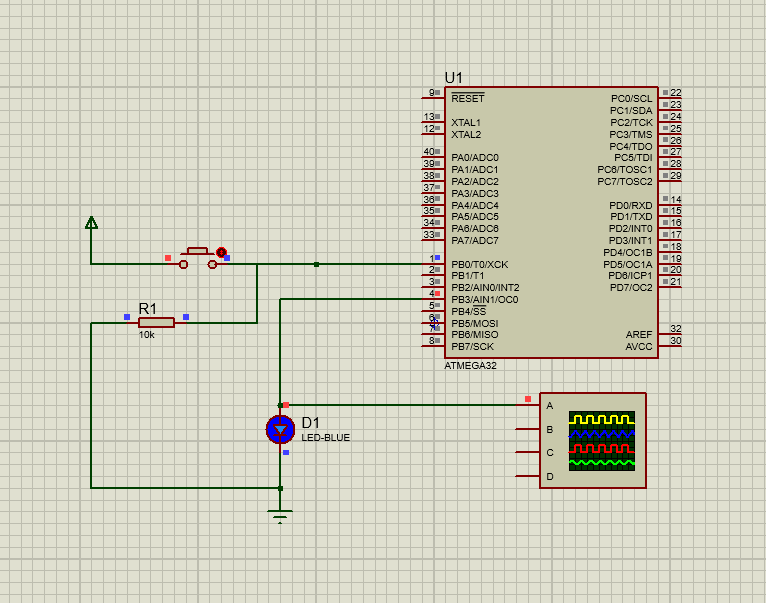 U1
9 RESET
13 XTAL1
12 XTAL2
40 PA0/ADC0
39 PA1/ADC1
38 PA2/ADC2
37 PA3/ADC3
36 PA4/ADC4
35 PA5/ADC5
34 PA6/ADC6
33 PA7/ADC7
1 PB0/T0/XCK
2 PB1/T1
3 PB2/AIN0/INT2
4 PB3/AIN1/OC0
5 PB4/SS
6 PB5/MOSI
7 PB6/MISO
8 PB7/SCK
PC0/SCL 22
PC1/SDA 23
PC2/TCK 24
PC3/TMS 25
PC4/TDO 26
PC5/TDI 27
PC6/TOSC1 28
PC7/TOSC2 29
PD0/RXD 14
PD1/TXD 15
PD2/INT0 16
PD3/INT1 17
PD4/OC1B 18
PD5/OC1A 19
PD6/ICP1 20
PD7/OC2 21
AREF 32
AVCC 30
ATMEGA32
R1
10k
D1
LED-BLUE
A
B
C
D